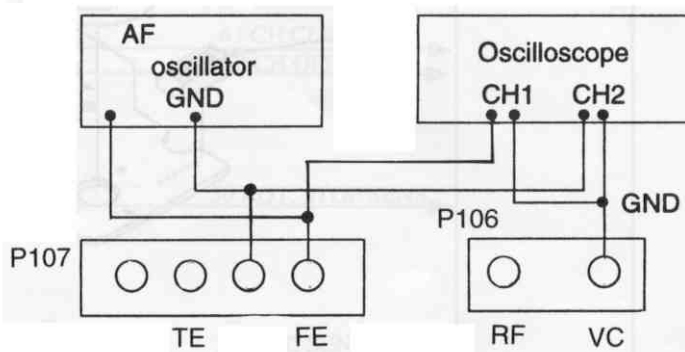 AF
oscillator
GND
Oscilloscope
CH1 CH2
GND
P106
P107
TE FE
RF VC